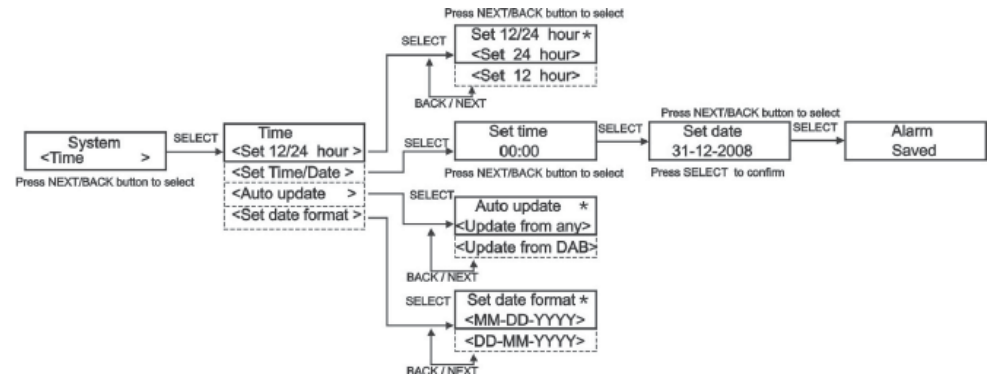 Press NEXT/BACK button to select
SELECT
Set 12/24 hour *
<Set 24 hour>
<Set 12 hour>
BACK / NEXT
System
<Time >
Press NEXT/BACK button to select
SELECT
Time
<Set 12/24 hour >
<Set Time/Date >
<Auto update >
<Set date format >
SELECT
Set time
00:00
Press NEXT/BACK button to select
SELECT
Press NEXT/BACK button to select
Set date
31-12-2008
Press SELECT to confirm
SELECT
Alarm
Saved
SELECT
Auto update *
<Update from any>
<Update from DAB>
BACK / NEXT
SELECT
Set date format *
<MM-DD-YYYY>
<DD-MM-YYYY>
BACK / NEXT